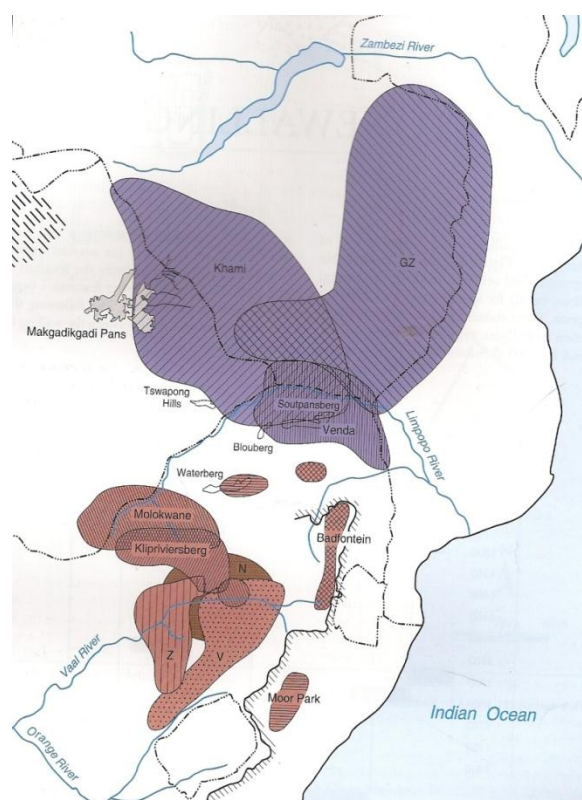 Zambezi River
Khami
GZ
Makgadikgadi Pans
Tswapong
Hills
Soutpansberg
Venda
Blouberg
Limpopo River
Waterberg
Molokwane
Badfontein
Klipriviersberg
N
Z
V
Vaal River
Moor Park
Orange River
Indian Ocean